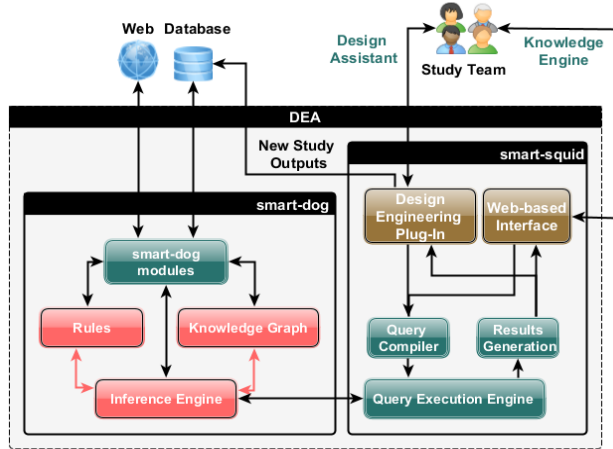 Web
Database
Design
Assistant
Study Team
Knowledge
Engine
DEA
New Study
Outputs
smart-squid
smart-dog
Design
Engineering
Plug-In
Web-based
Interface
smart-dog
modules
Rules
Knowledge Graph
Query
Compiler
Results
Generation
Inference Engine
Query Execution Engine